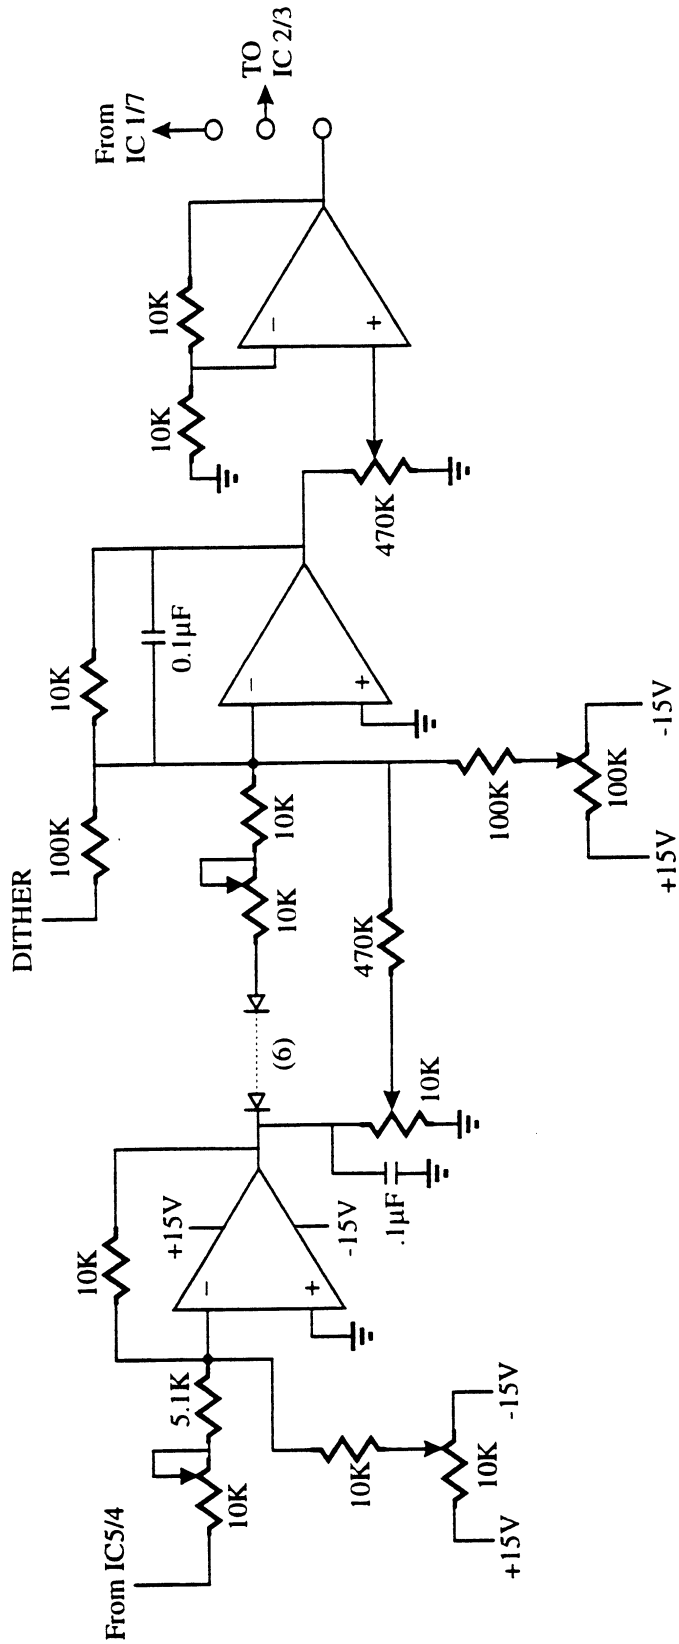 From IC5/4
10K
5.1K
10K
+15V
-15V
10K
10K
+15V
-15V
−
+
.1µF
10K
(6)
470K
10K
10K
DITHER
100K
10K
0.1µF
−
+
100K
100K
+15V
-15V
470K
10K
10K
−
+
From
IC 1/7
TO
IC 2/3